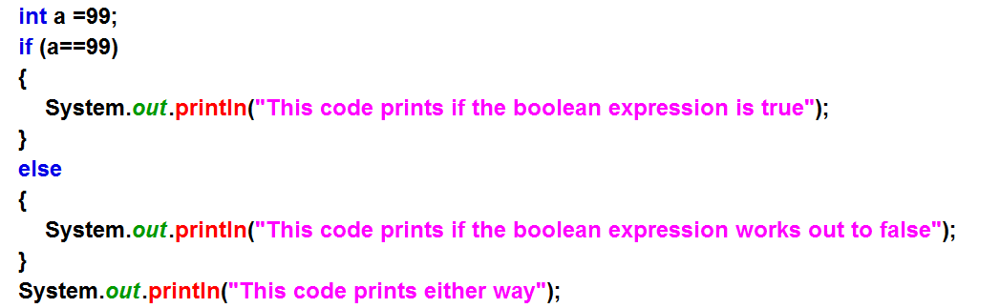 int a =99;
if (a==99)
{
System.out.println("This code prints if the boolean expression is true");
}
else
{
System.out.println("This code prints if the boolean expression works out to false");
}
System.out.println("This code prints either way");